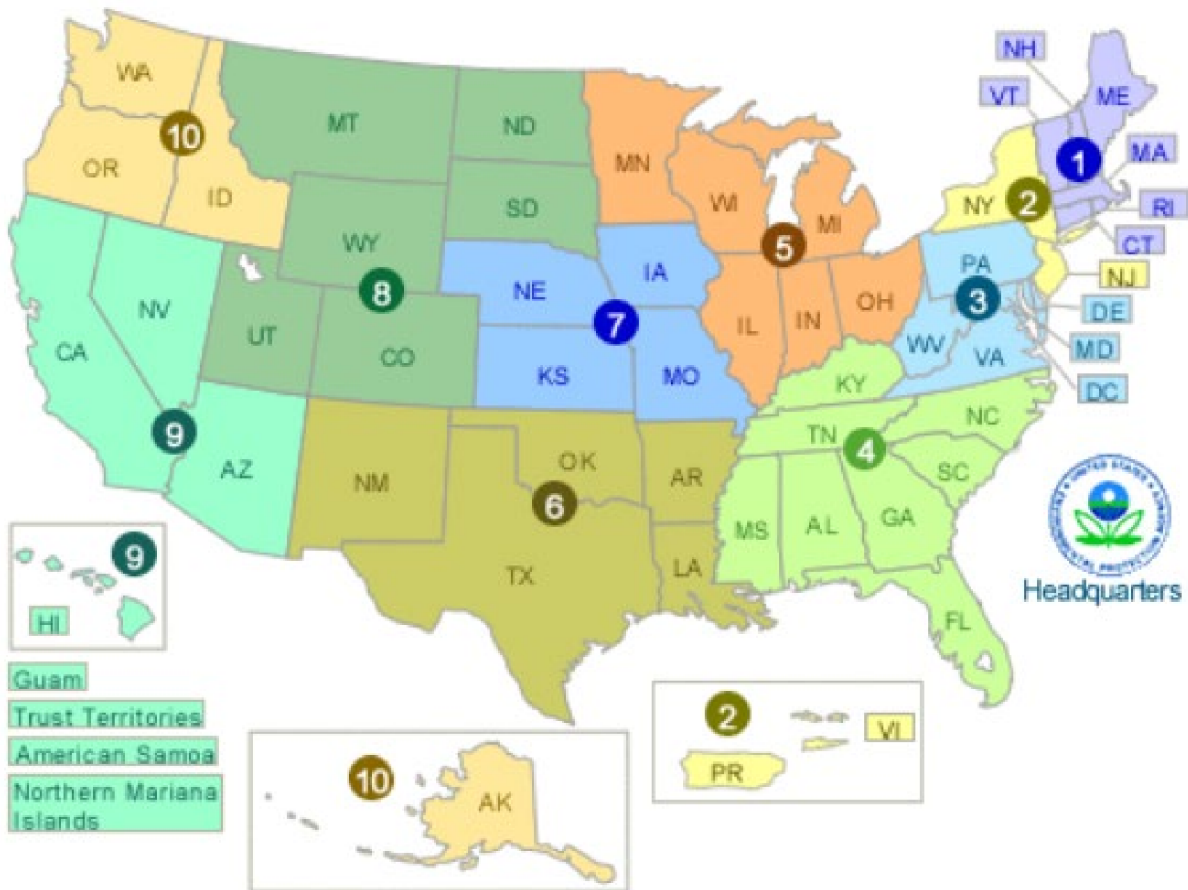 NH
WA
VT
ME
MT
ND
10
MN
1
MA
OR
ID
WI
2
RI
SD
MI
NY
WY
5
CT
PA
NJ
NE
IA
8
3
DE
NV
OH
7
IL
IN
UT
WV
MD
CA
CO
VA
KS
MO
KY
DC
NC
9
TN
4
AZ
OK
SC
NM
AR
6
GA
MS
AL
9
TX
LA
Headquarters
HI
FL
Guam
2
Trust Territories
VI
American Samoa
10
PR
Northern Mariana
Islands
AK
UNITED STATES